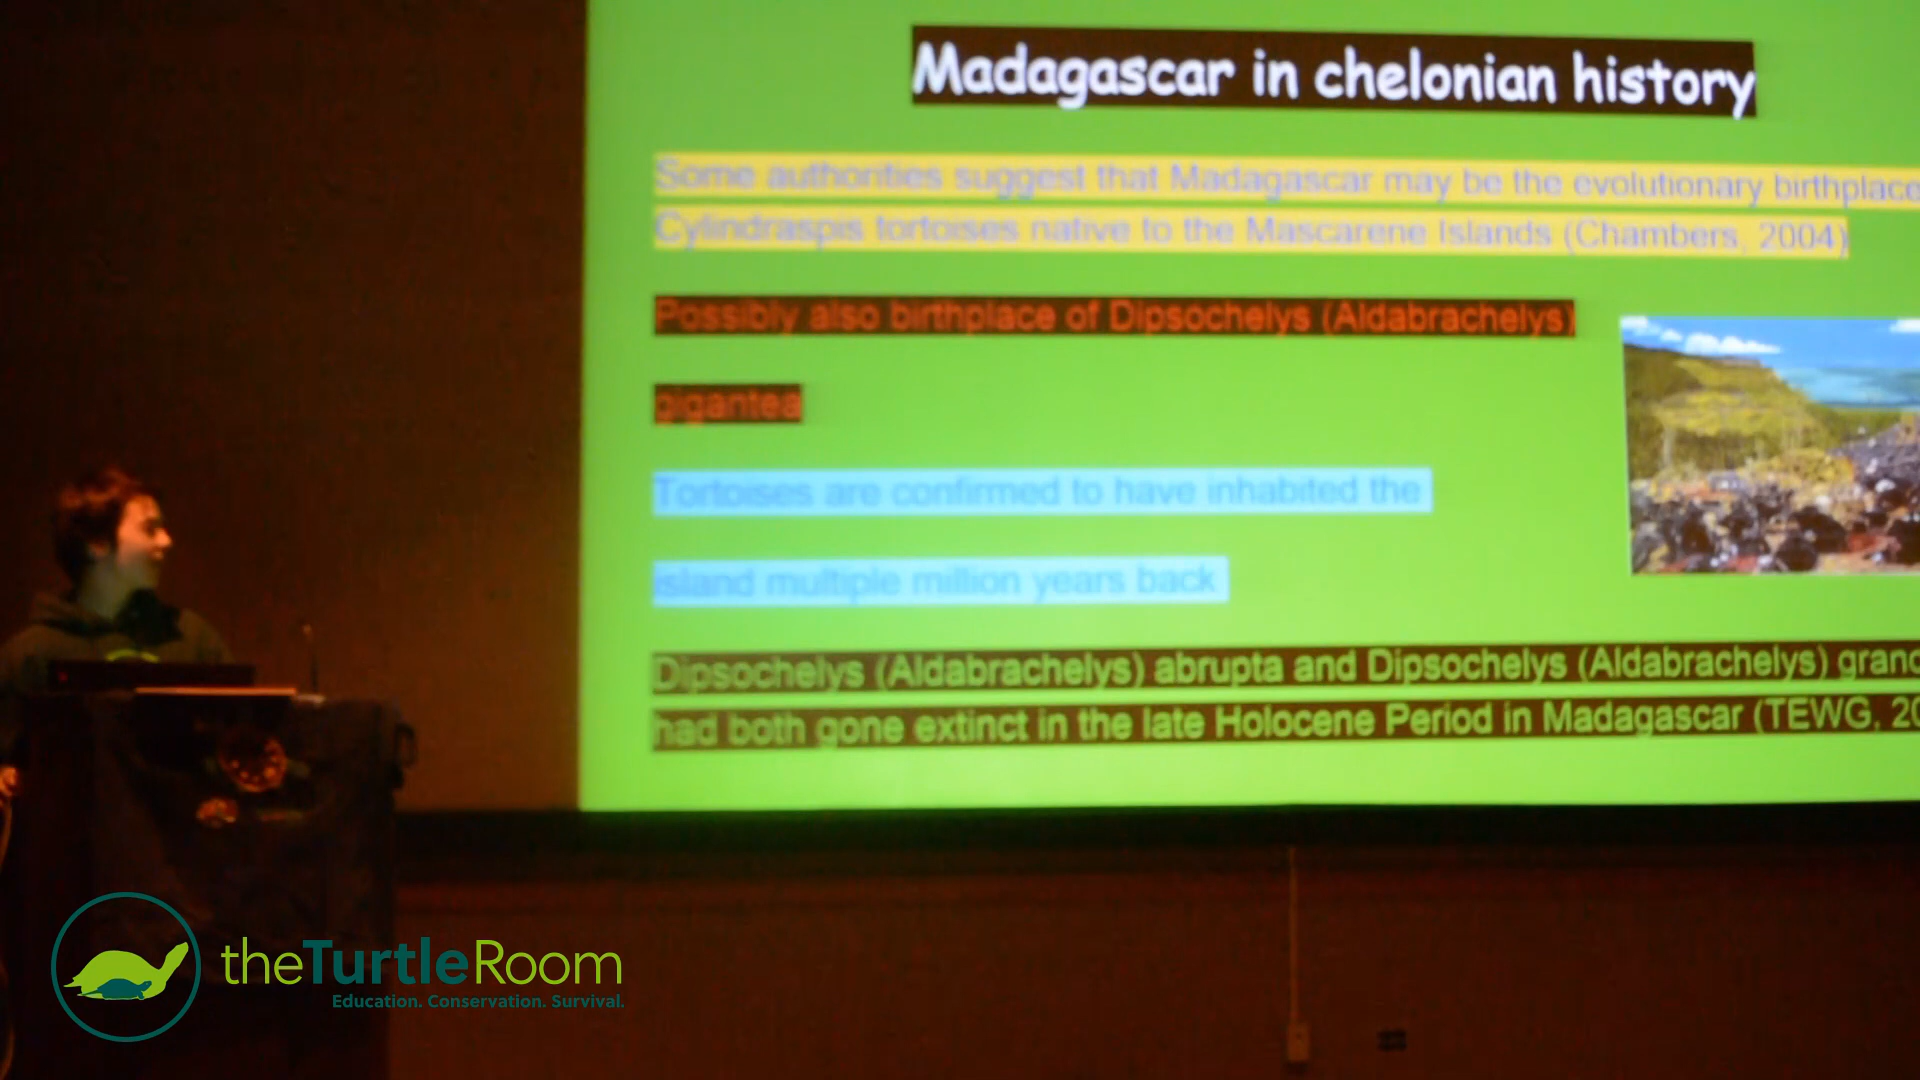 Madagascar in chelonian history
Some authorities suggest that Madagascar may be the evolutionary birthplace
Cylindraspis tortoises native to the Mascarene Islands (Chambers, 2004)
Possibly also birthplace of Dipsochelys (Aldabrachelys)
gigantea
Tortoises are confirmed to have inhabited the
island multiple million years back
Dipsochelys (Aldabrachelys) abrupta and Dipsochelys (Aldabrachelys) grand
had both gone extinct in the late Holocene Period in Madagascar (TEWG, 20
theTurtleRoom
Education. Conservation. Survival.